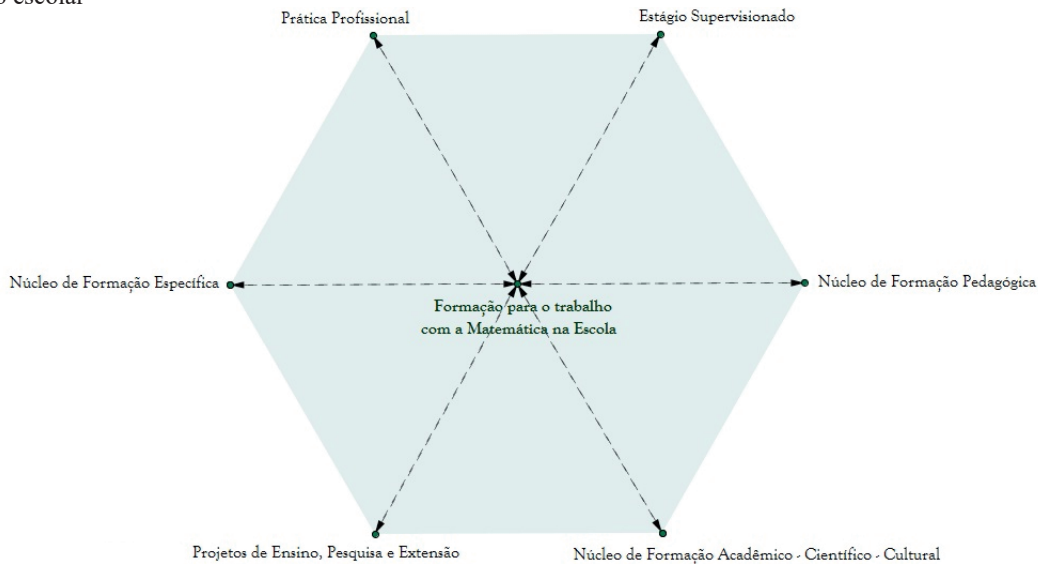 o escolar
Prática Profissional
Estágio Supervisionado
Núcleo de Formação Específica
Núcleo de Formação Pedagógica
Formação para o trabalho
com a Matemática na Escola
Projetos de Ensino, Pesquisa e Extensão
Núcleo de Formação Acadêmico - Científico - Cultural